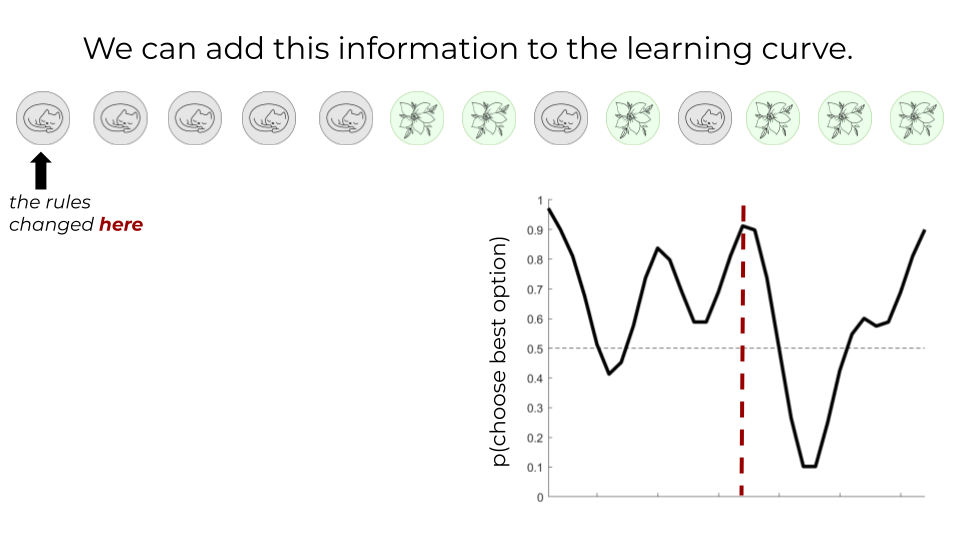 We can add this information to the learning curve.
the rules
changed here
p(choose best option)
1
0.9
0.8
0.7
0.6
0.5
0.4
0.3
0.2
0.1
0